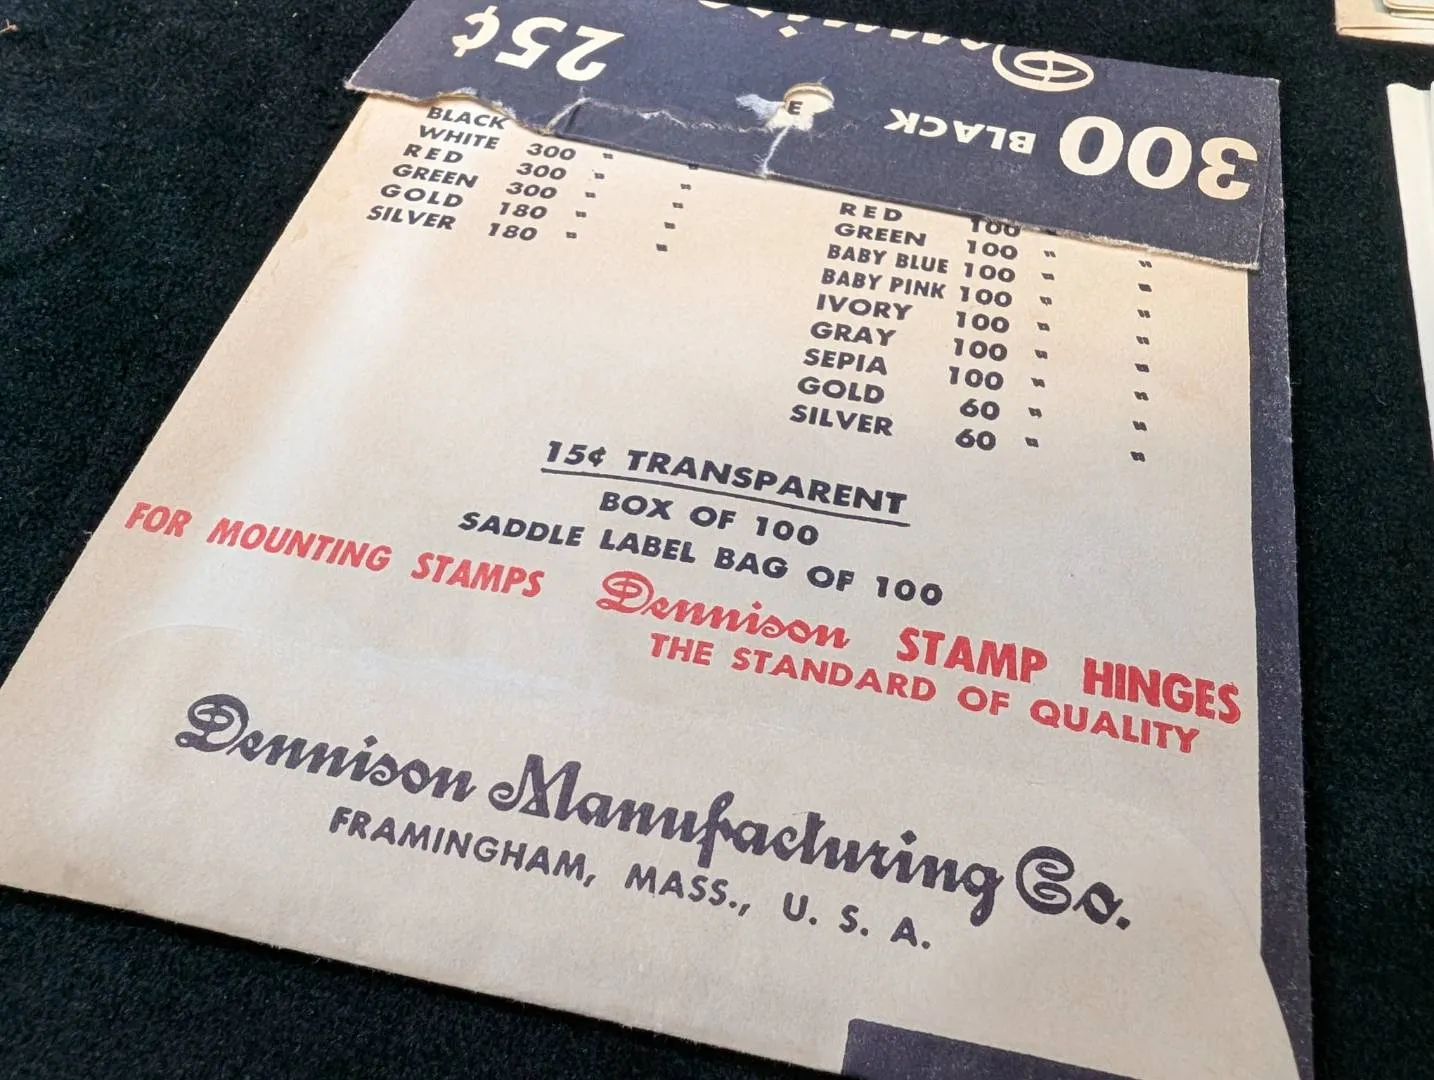 25¢ Dennison
300 BLACK
E
BLACK
WHITE 300 " "
RED 300 " "
GREEN 300 " "
GOLD 180 " "
SILVER 180 " "
RED 100
GREEN 100 " "
BABY BLUE 100 " "
BABY PINK 100 " "
IVORY 100 " "
GRAY 100 " "
SEPIA 100 " "
GOLD 60 " "
SILVER 60 " "
15¢ TRANSPARENT
BOX OF 100
SADDLE LABEL BAG OF 100
FOR MOUNTING STAMPS Dennison STAMP HINGES
THE STANDARD OF QUALITY
Dennison Manufacturing Co.
FRAMINGHAM, MASS., U. S. A.